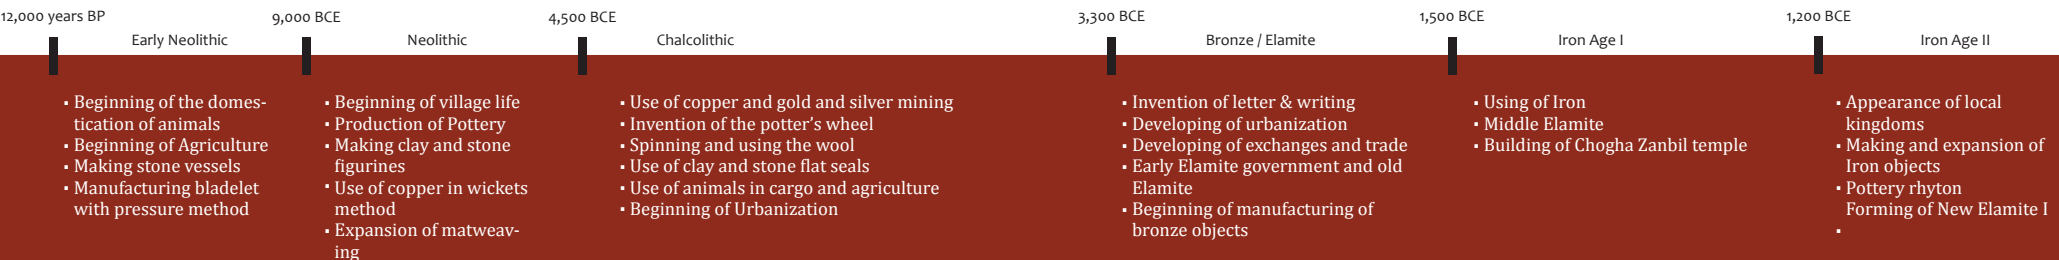 12,000 years BP
9,000 BCE
4,500 BCE
3,300 BCE
1,500 BCE
1,200 BCE
Early Neolithic
Neolithic
Chalcolithic
Bronze / Elamite
Iron Age I
Iron Age II
▪ Beginning of the domes-
tication of animals
▪ Beginning of Agriculture
▪ Making stone vessels
▪ Manufacturing bladelet
with pressure method
▪ Beginning of village life
▪ Production of Pottery
▪ Making clay and stone
figurines
▪ Use of copper in wickets
method
▪ Expansion of matweav-
ing
▪ Use of copper and gold and silver mining
▪ Invention of the potter's wheel
▪ Spinning and using the wool
▪ Use of clay and stone flat seals
▪ Use of animals in cargo and agriculture
▪ Beginning of Urbanization
▪ Invention of letter & writing
▪ Developing of urbanization
▪ Developing of exchanges and trade
▪ Early Elamite government and old
Elamite
▪ Beginning of manufacturing of
bronze objects
▪ Using of Iron
▪ Middle Elamite
▪ Building of Chogha Zanbil temple
▪ Appearance of local
kingdoms
▪ Making and expansion of
Iron objects
▪ Pottery rhyton
Forming of New Elamite I
▪